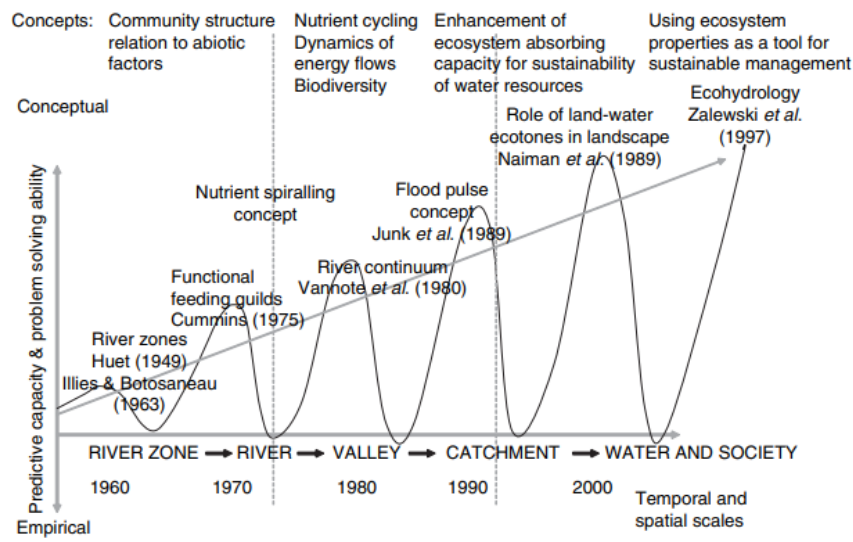 Concepts:
Community structure
relation to abiotic
factors
Nutrient cycling
Dynamics of
energy flows
Biodiversity
Enhancement of
ecosystem absorbing
capacity for sustainability
of water resources
Using ecosystem
properties as a tool for
sustainable management
Conceptual
Ecohydrology
Zalewski et al.
(1997)
Role of land-water
ecotones in landscape
Naiman et al. (1989)
Predictive capacity & problem solving ability
Nutrient spiralling
concept
Flood pulse
concept
Junk et al. (1989)
Functional
feeding guilds
Cummins (1975)
River continuum
Vannote et al. (1980)
River zones
Huet (1949)
Illies & Botosaneau
(1963)
RIVER ZONE → RIVER → VALLEY → CATCHMENT → WATER AND SOCIETY
1960 1970 1980 1990 2000
Temporal and
spatial scales
Empirical